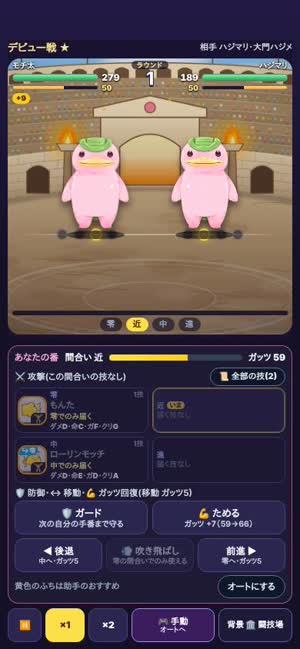 デビュー戦 ★
相手 ハジマリ・大門ハジメ
モチ太
ラウンド
ハジマリ
279
1
189
50
50
+9
零 近 中 遠
あなたの番 間合い 近 ガッツ 59
⚔ 攻撃(この間合いの技なし)
📜 全部の技(2)
零 1技
もんた
零でのみ届く
ダメD・命C・ガF・クリG
近 いま
届く技なし
中 1技
ローリンモッチ
中でのみ届く
ダメD・命E・ガD・クリA
遠
届く技なし
🛡 防御・↔ 移動・💪 ガッツ回復(移動 ガッツ5)
🛡 ガード
次の自分の手番まで守る
💪 ためる
ガッツ +7(59→66)
◀ 後退
中へ・ガッツ5
💨 吹き飛ばし
零の間合いでのみ使える
前進 ▶
零へ・ガッツ5
黄色のふちは助手のおすすめ
オートにする
⏸
×1
×2
🎮 手動
オートへ
背景 🏛 闘技場